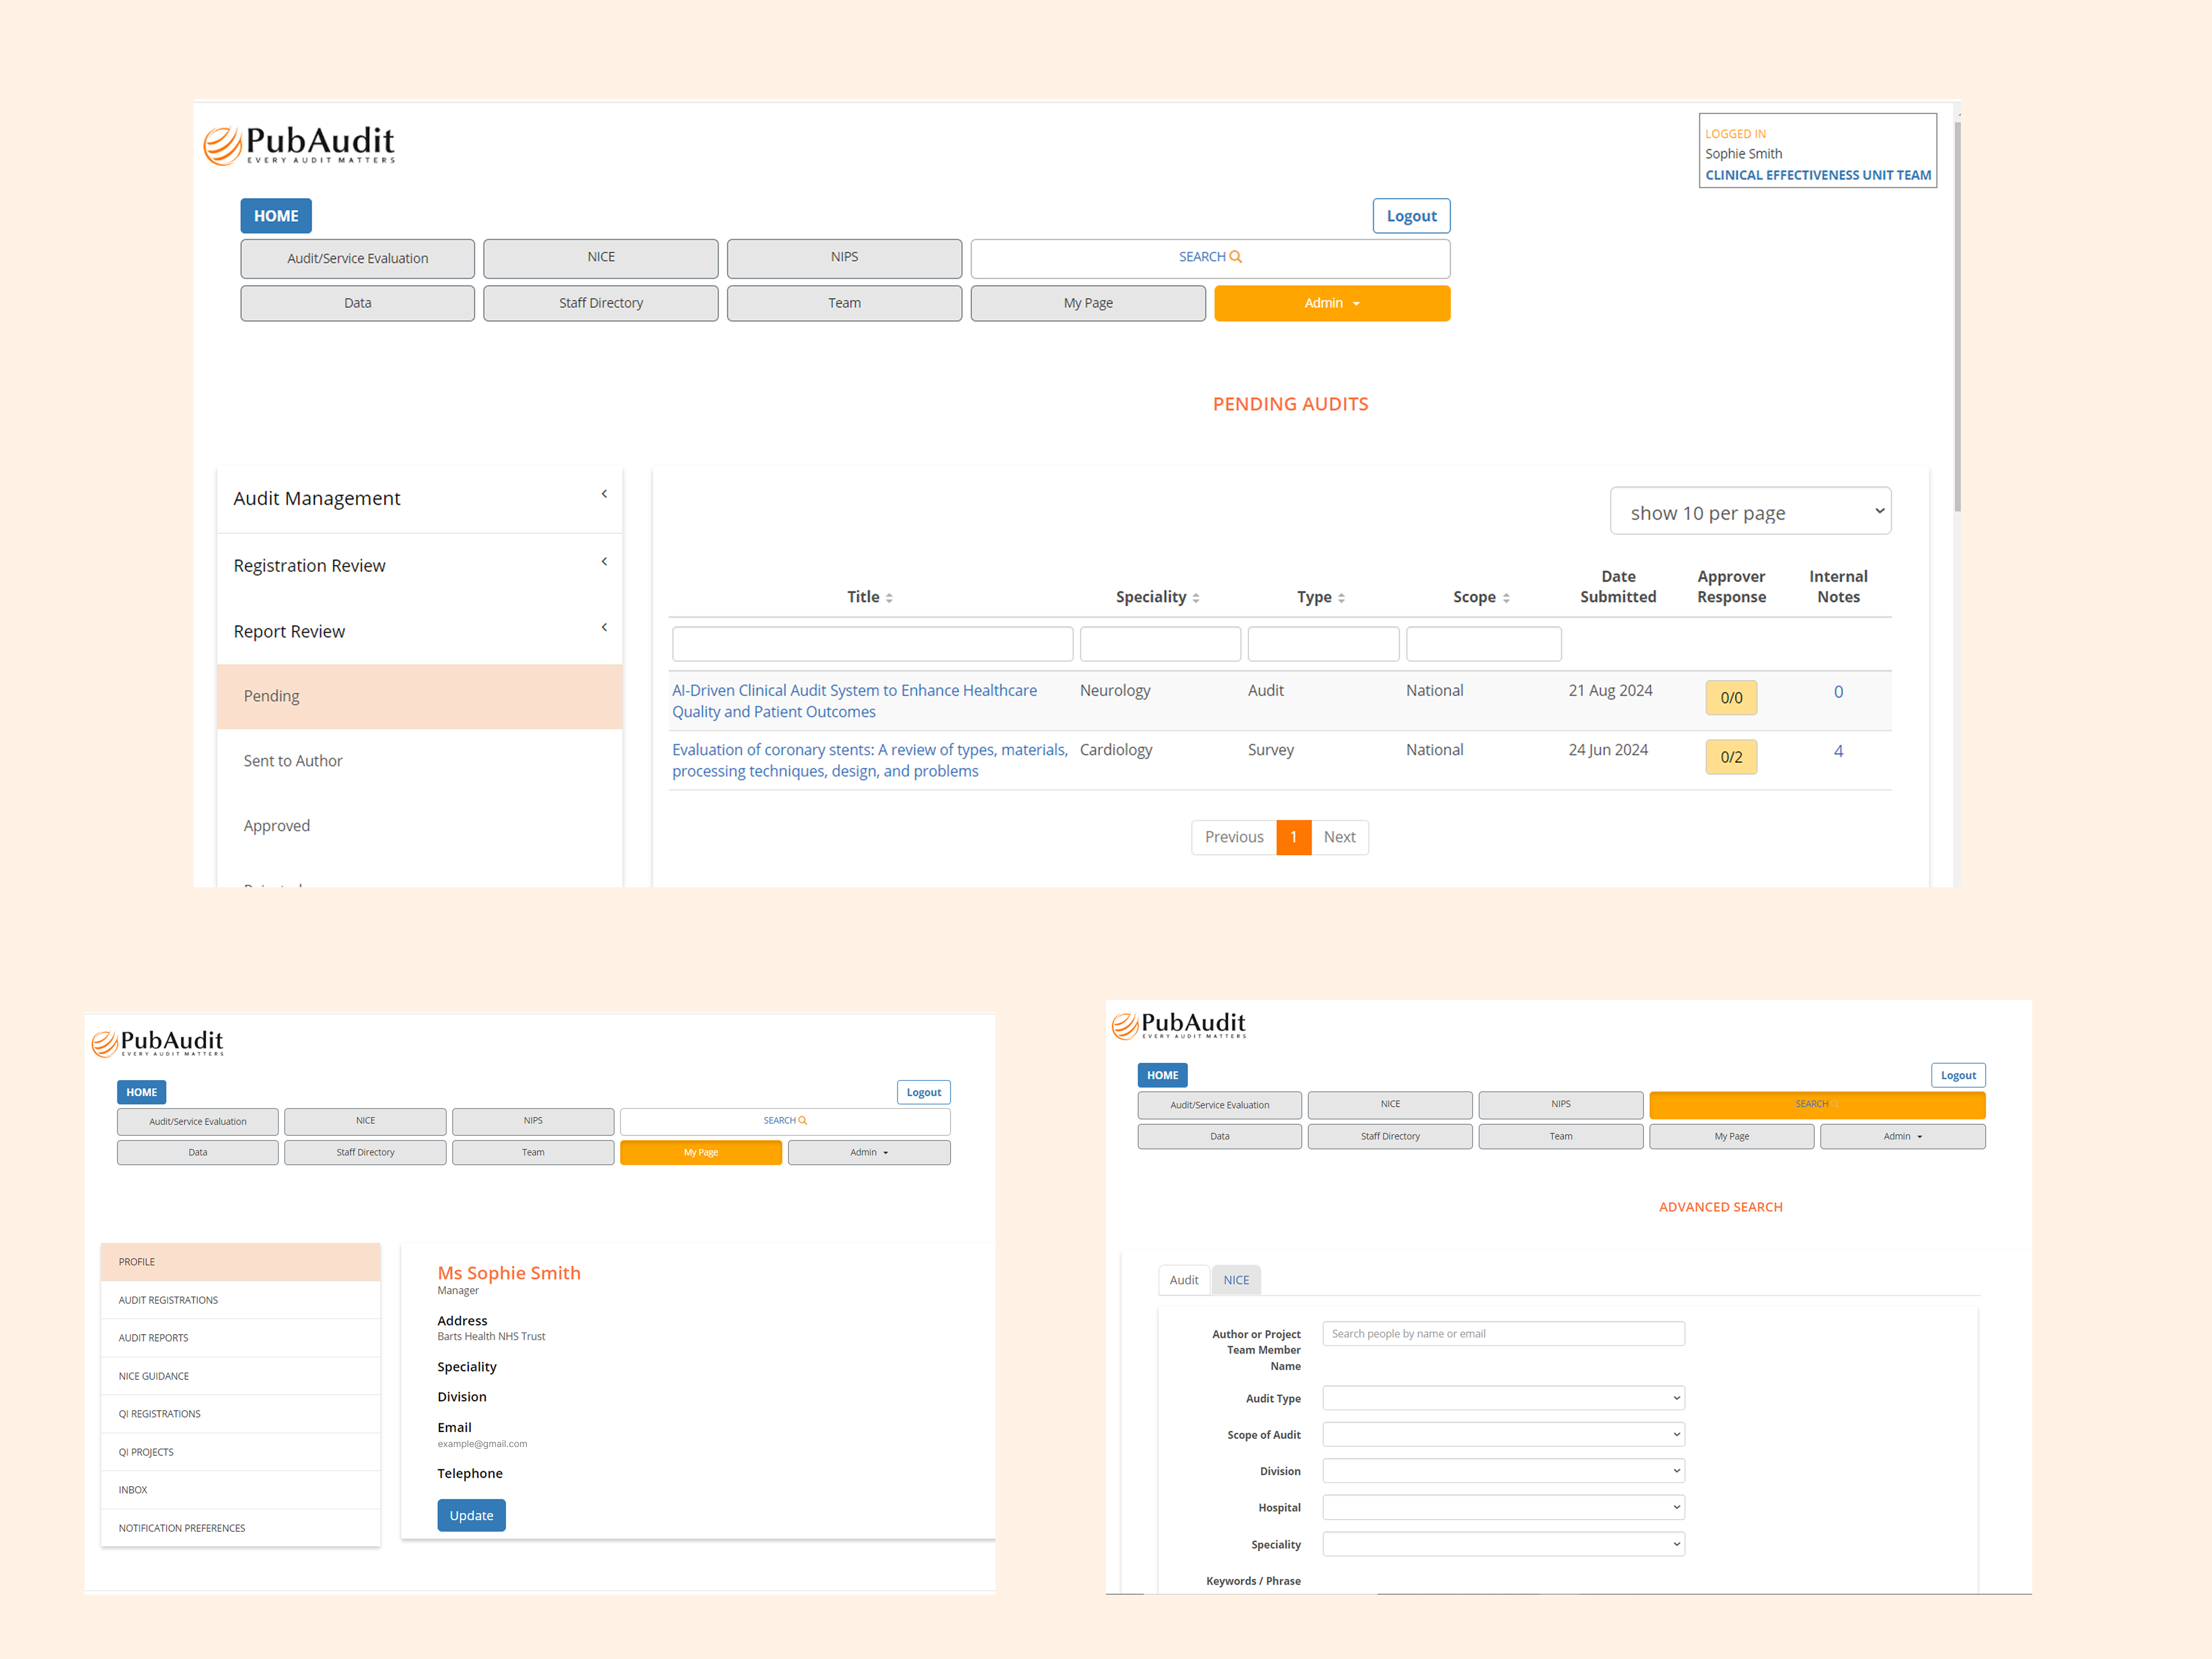 PubAudit
EVERY AUDIT MATTERS
LOGGED IN
Sophie Smith
CLINICAL EFFECTIVENESS UNIT TEAM
HOME
Logout
Audit/Service Evaluation
NICE
NIPS
SEARCH
Data
Staff Directory
Team
My Page
Admin
PENDING AUDITS
Audit Management
Registration Review
Report Review
Pending
Sent to Author
Approved
show 10 per page
Title
Speciality
Type
Scope
Date
Submitted
Approver
Response
Internal
Notes
AI-Driven Clinical Audit System to Enhance Healthcare
Quality and Patient Outcomes
Neurology
Audit
National
21 Aug 2024
0/0
0
Evaluation of coronary stents: A review of types, materials,
processing techniques, design, and problems
Cardiology
Survey
National
24 Jun 2024
0/2
4
Previous
1
Next
PubAudit
EVERY AUDIT MATTERS
HOME
Logout
Audit/Service Evaluation
NICE
NIPS
SEARCH
Data
Staff Directory
Team
My Page
Admin
PROFILE
AUDIT REGISTRATIONS
AUDIT REPORTS
NICE GUIDANCE
QI REGISTRATIONS
QI PROJECTS
INBOX
NOTIFICATION PREFERENCES
Ms Sophie Smith
Manager
Address
Barts Health NHS Trust
Speciality
Division
Email
example@gmail.com
Telephone
Update
PubAudit
EVERY AUDIT MATTERS
HOME
Logout
Audit/Service Evaluation
NICE
NIPS
SEARCH
Data
Staff Directory
Team
My Page
Admin
ADVANCED SEARCH
Audit
NICE
Author or Project
Team Member
Name
Search people by name or email
Audit Type
Scope of Audit
Division
Hospital
Speciality
Keywords / Phrase